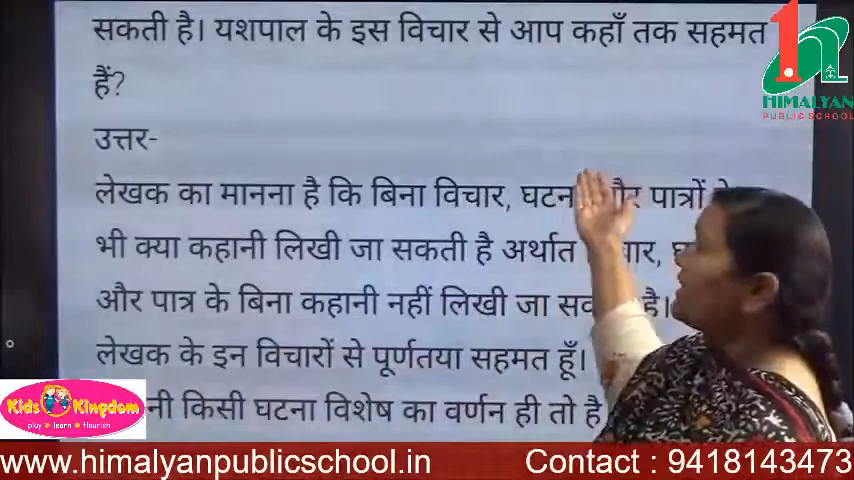 सकती है। यशपाल के इस विचार से आप कहाँ तक सहमत
हैं?
उत्तर-
लेखक का मानना है कि बिना विचार, घटना और पात्रों
भी क्या कहानी लिखी जा सकती है अर्थात
और पात्र के बिना कहानी नहीं लिखी जा है।
लेखक के इन विचारों से पूर्णतया सहमत हूँ।
किसी घटना विशेष का वर्णन ही तो है
1h
HIMALYAN
PUBLIC SCHOOL
Kids Kingdom
play learn flourish
www.himalyanpublicschool.in
Contact : 9418143473